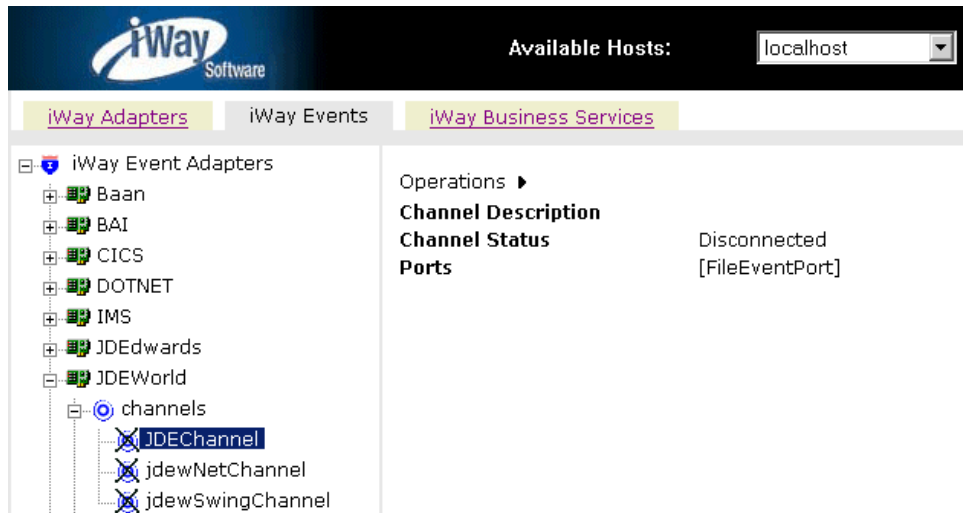 iWay
Software
Available Hosts:
localhost
iWay Adapters
iWay Events
iWay Business Services
iWay Event Adapters
Baan
BAI
CICS
DOTNET
IMS
JDEdwards
JDEWorld
channels
JDEChannel
jdewNetChannel
jdewSwingChannel
Operations
Channel Description
Channel Status Disconnected
Ports [FileEventPort]